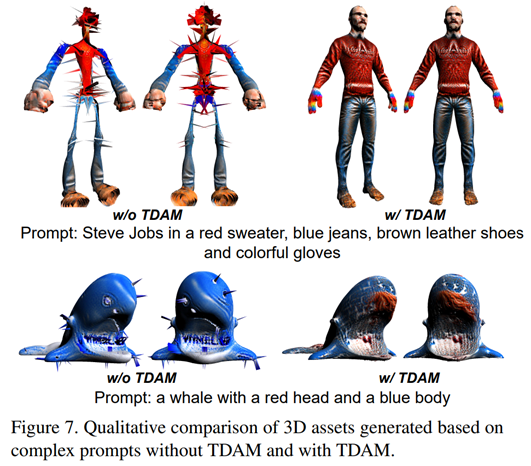 w/o TDAM
w/ TDAM
Prompt: Steve Jobs in a red sweater, blue jeans, brown leather shoes
and colorful gloves
w/o TDAM
w/ TDAM
Prompt: a whale with a red head and a blue body
Figure 7. Qualitative comparison of 3D assets generated based on
complex prompts without TDAM and with TDAM.